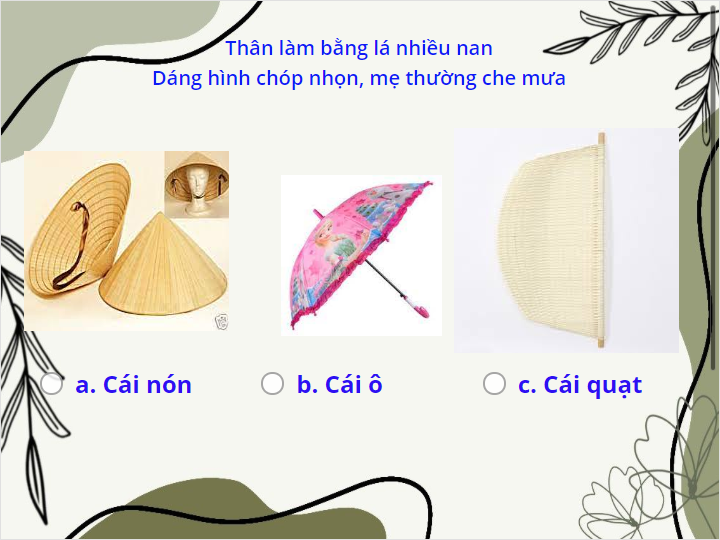 Thân làm bằng lá nhiều nan
Dáng hình chóp nhọn, mẹ thường che mưa
a. Cái nón
b. Cái ô
c. Cái quạt